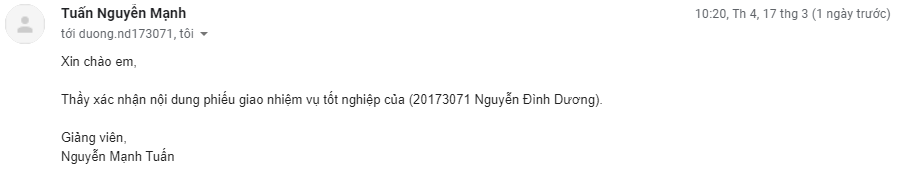 Tuấn Nguyễn Mạnh
10:20, Th 4, 17 thg 3 (1 ngày trước)
tới duong.nd173071, tôi
Xin chào em,
Thầy xác nhận nội dung phiếu giao nhiệm vụ tốt nghiệp của (20173071 Nguyễn Đình Dương).
Giảng viên,
Nguyễn Mạnh Tuấn